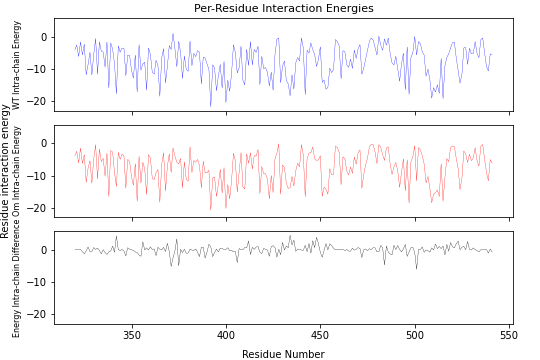 Per-Residue Interaction Energies
WT Intra-chain Energy
0
−10
−20
Residue interaction energy
Om Intra-chain Energy
0
−10
−20
Energy Intra-chain Difference
0
−10
−20
350
400
450
500
550
Residue Number